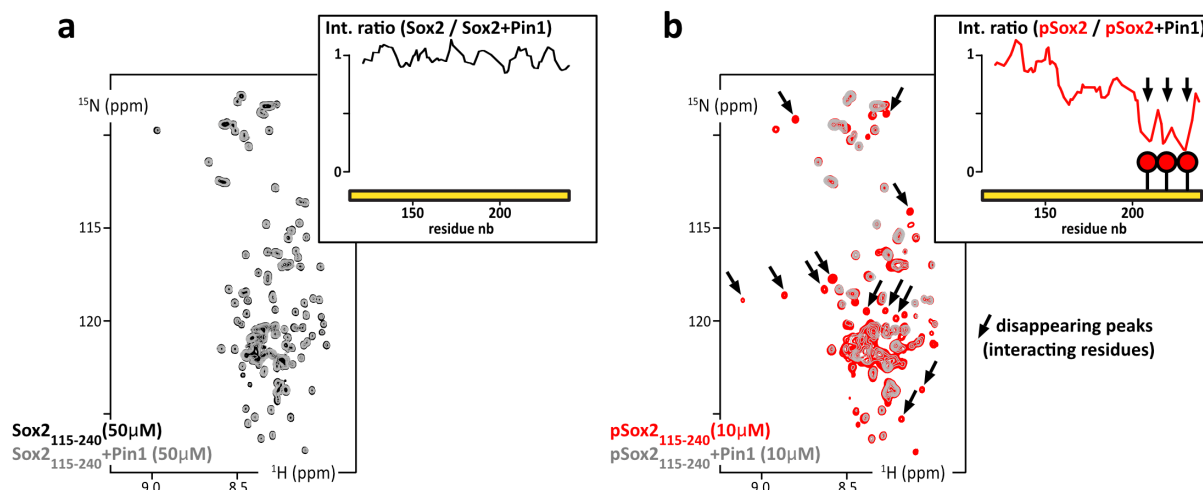 a
Int. ratio (Sox2 / Sox2+Pin1)
1
0
150
200
residue nb
¹⁵N (ppm)
115
120
Sox2₁₁₅₋₂₄₀ (50µM)
Sox2₁₁₅₋₂₄₀+Pin1 (50µM)
¹H (ppm)
9.0
8.5
b
Int. ratio (pSox2 / pSox2+Pin1)
1
0
150
200
residue nb
¹⁵N (ppm)
115
120
disappearing peaks
(interacting residues)
pSox2₁₁₅₋₂₄₀ (10µM)
pSox2₁₁₅₋₂₄₀+Pin1 (10µM)
¹H (ppm)
9.0
8.5